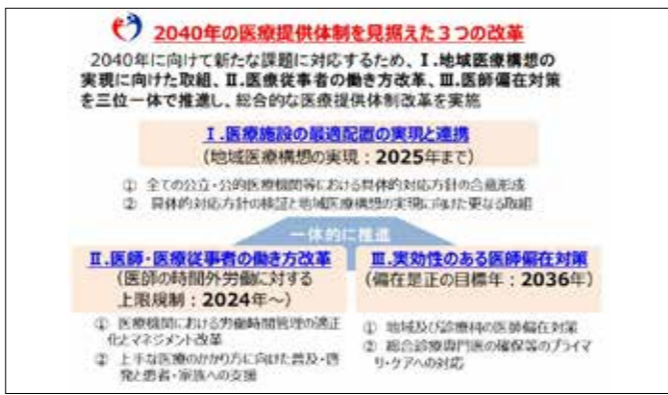 2040年の医療提供体制を見据えた３つの改革
2040年に向けて新たな課題に対応するため、Ⅰ.地域医療構想の
実現に向けた取組、Ⅱ.医療従事者の働き方改革、Ⅲ.医師偏在対策
を三位一体で推進し、総合的な医療提供体制改革を実施
Ⅰ.医療施設の最適配置の実現と連携
(地域医療構想の実現：2025年まで)
① 全ての公立・公的医療機関等における具体的対応方針の合意形成
② 具体的対応方針の検証と地域医療構想の実現に向けた更なる取組
一体的に推進
Ⅱ.医師・医療従事者の働き方改革
(医師の時間外労働に対する
上限規制：2024年～)
① 医療機関における労働時間管理の適正
化とマネジメント改革
② 上手な医療のかかり方に向けた普及・啓
発と患者・家族への支援
Ⅲ.実効性のある医師偏在対策
(偏在是正の目標年：2036年)
① 地域及び診療科の医師偏在対策
② 総合診療専門医の確保等のプライマ
リ・ケアへの対応